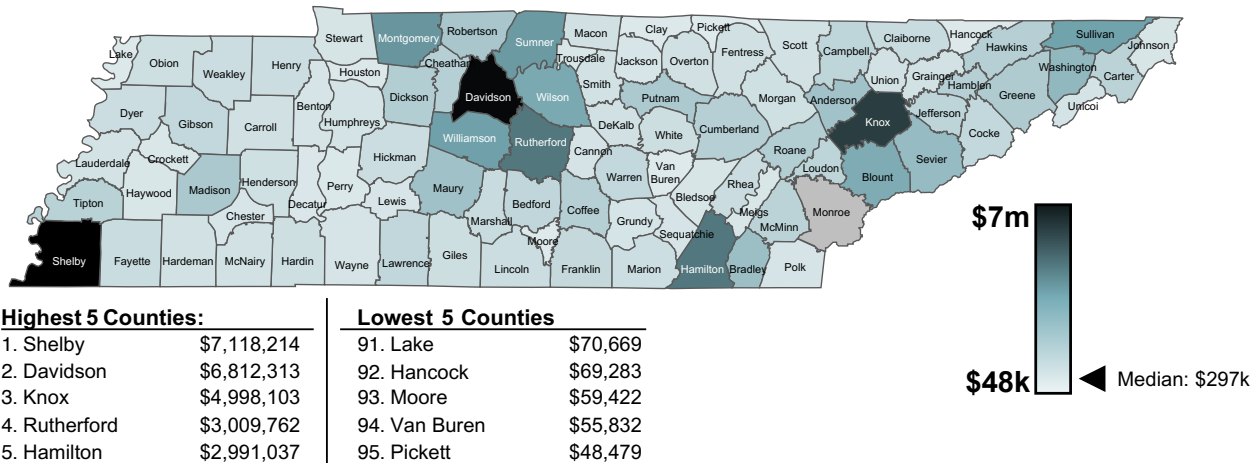 Stewart
Montgomery
Robertson
Sumner
Macon
Clay
Pickett
Scott
Campbell
Claiborne
Hancock
Hawkins
Sullivan
Johnson
Lake
Obion
Weakley
Henry
Houston
Cheatham
Trousdale
Jackson
Overton
Fentress
Union
Grainger
Hamblen
Washington
Carter
Dyer
Gibson
Carroll
Benton
Humphreys
Dickson
Davidson
Wilson
Smith
Putnam
Morgan
Anderson
Knox
Jefferson
Greene
Unicoi
Lauderdale
Crockett
Hickman
Williamson
Rutherford
DeKalb
Cannon
White
Cumberland
Roane
Loudon
Cocke
Tipton
Haywood
Madison
Henderson
Decatur
Perry
Lewis
Maury
Bedford
Coffee
Warren
Van
Buren
Bledsoe
Rhea
Meigs
McMinn
Monroe
Blount
Sevier
Shelby
Fayette
Hardeman
Chester
McNairy
Hardin
Wayne
Lawrence
Giles
Marshall
Moore
Lincoln
Franklin
Grundy
Sequatchie
Marion
Hamilton
Bradley
Polk
$7m
$48k
Median: $297k
Highest 5 Counties:
1. Shelby $7,118,214
2. Davidson $6,812,313
3. Knox $4,998,103
4. Rutherford $3,009,762
5. Hamilton $2,991,037
Lowest 5 Counties
91. Lake $70,669
92. Hancock $69,283
93. Moore $59,422
94. Van Buren $55,832
95. Pickett $48,479